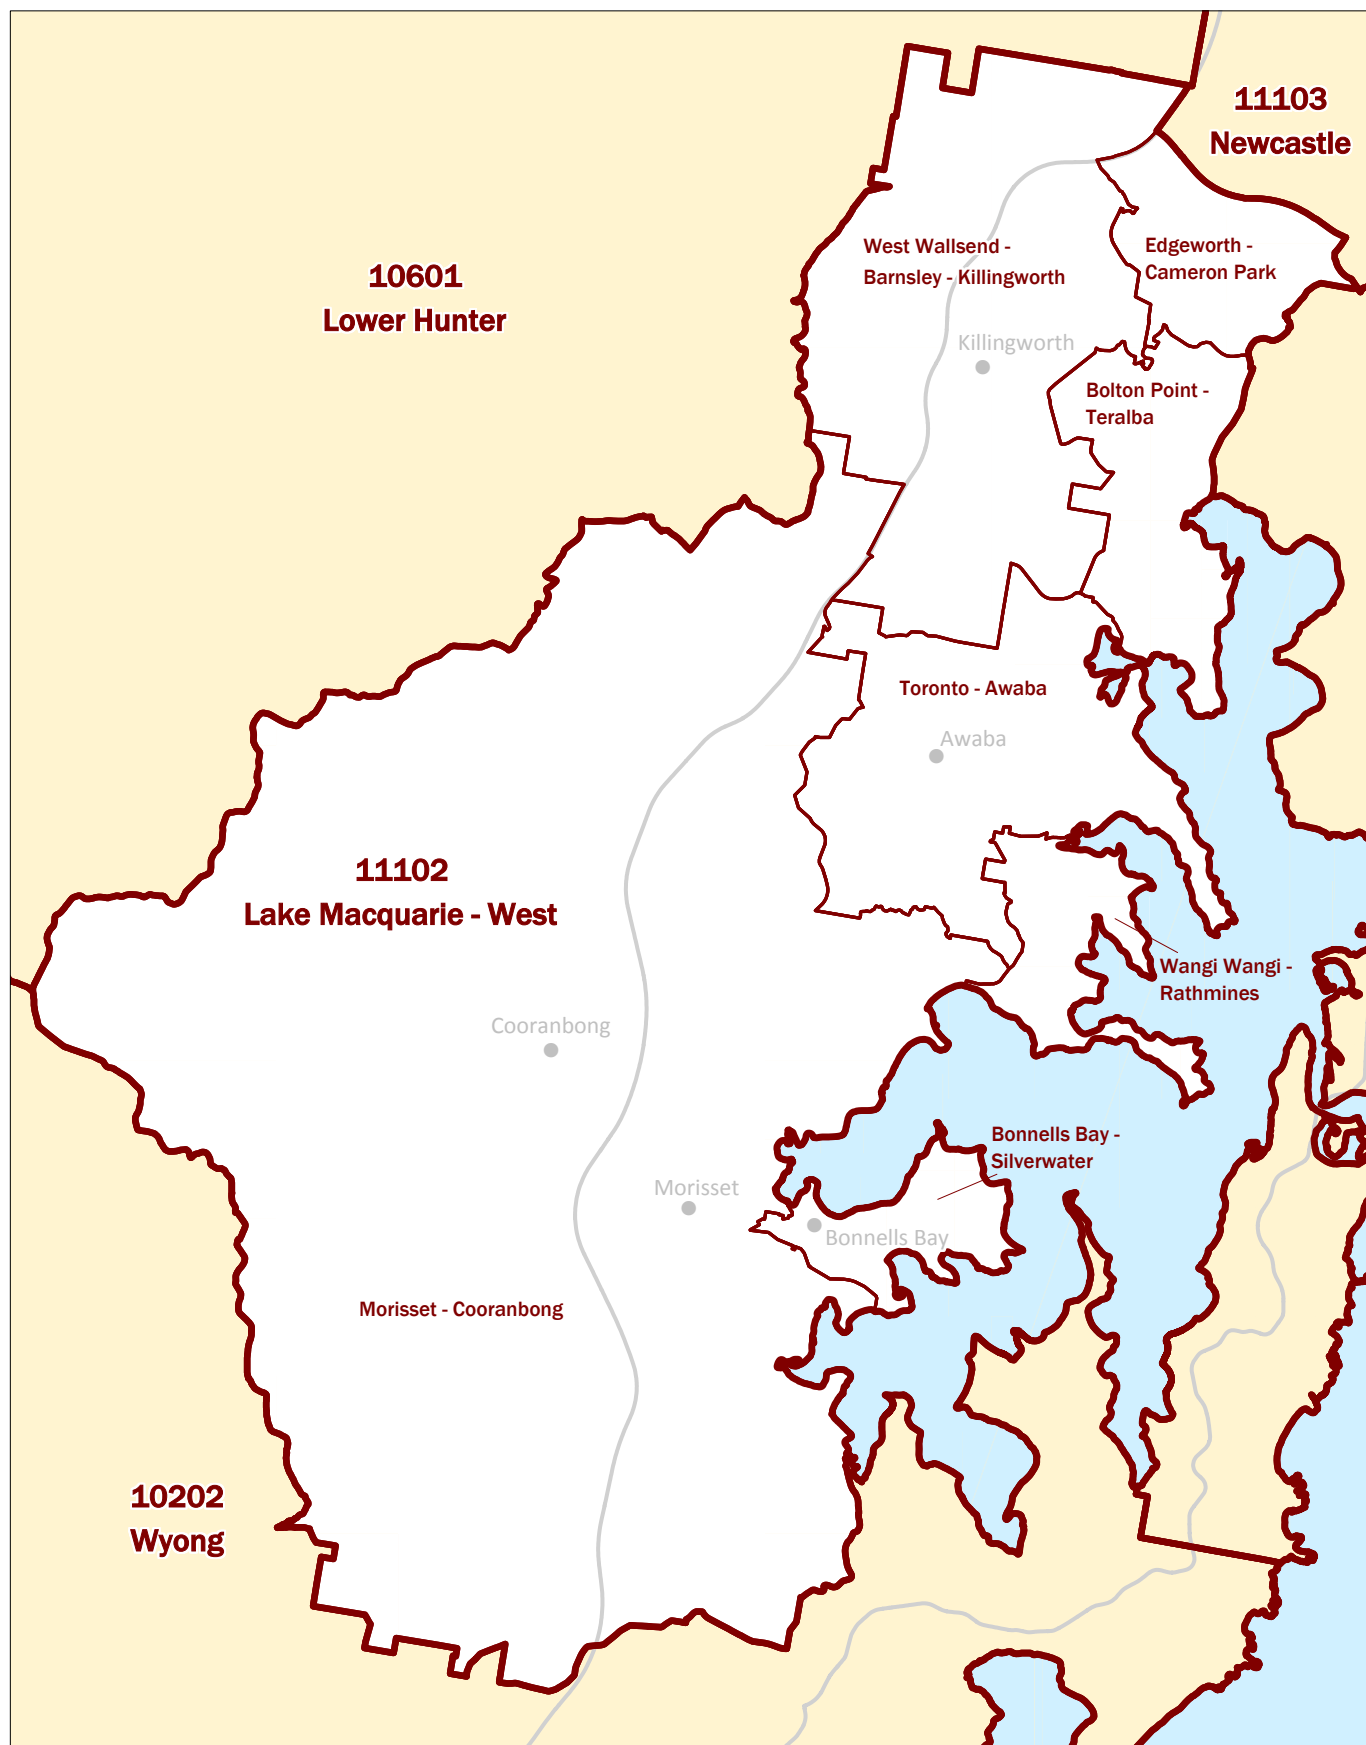 11103
Newcastle
West Wallsend -
Barnsley - Killingworth
Edgeworth -
Cameron Park
10601
Lower Hunter
Killingworth
Bolton Point -
Teralba
Toronto - Awaba
Awaba
11102
Lake Macquarie - West
Wangi Wangi -
Rathmines
Cooranbong
Bonnells Bay -
Silverwater
Morisset
Bonnells Bay
Morisset - Cooranbong
10202
Wyong